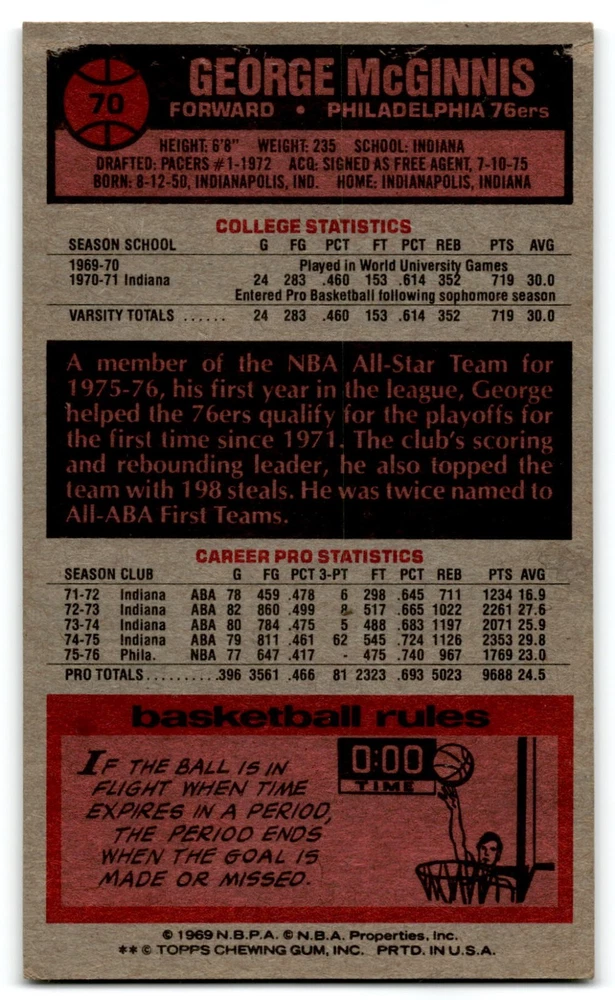 70
GEORGE McGINNIS
FORWARD • PHILADELPHIA 76ers
HEIGHT: 6'8" WEIGHT: 235 SCHOOL: INDIANA
DRAFTED: PACERS #1-1972 ACQ: SIGNED AS FREE AGENT, 7-10-75
BORN: 8-12-50, INDIANAPOLIS, IND. HOME: INDIANAPOLIS, INDIANA
COLLEGE STATISTICS
SEASON SCHOOL G FG PCT FT PCT REB PTS AVG
1969-70 Played in World University Games
1970-71 Indiana 24 283 .460 153 .614 352 719 30.0
Entered Pro Basketball following sophomore season
VARSITY TOTALS ...... 24 283 .460 153 .614 352 719 30.0
A member of the NBA All-Star Team for
1975-76, his first year in the league, George
helped the 76ers qualify for the playoffs for
the first time since 1971. The club's scoring
and rebounding leader, he also topped the
team with 198 steals. He was twice named to
All-ABA First Teams.
CAREER PRO STATISTICS
SEASON CLUB G FG PCT 3-PT FT PCT REB PTS AVG
71-72 Indiana ABA 78 459 .478 6 298 .645 711 1234 16.9
72-73 Indiana ABA 82 860 .499 8 517 .665 1022 2261 27.6
73-74 Indiana ABA 80 784 .475 5 488 .683 1197 2071 25.9
74-75 Indiana ABA 79 811 .461 62 545 .724 1126 2353 29.8
75-76 Phila. NBA 77 647 .417 - 475 .740 967 1769 23.0
PRO TOTALS..........396 3561 .466 81 2323 .693 5023 9688 24.5
basketball rules
IF THE BALL IS IN
FLIGHT WHEN TIME
EXPIRES IN A PERIOD,
THE PERIOD ENDS
WHEN THE GOAL IS
MADE OR MISSED.
0:00
TIME
© 1969 N.B.P.A. © N.B.A. Properties, Inc.
** © TOPPS CHEWING GUM, INC. PRTD. IN U.S.A.